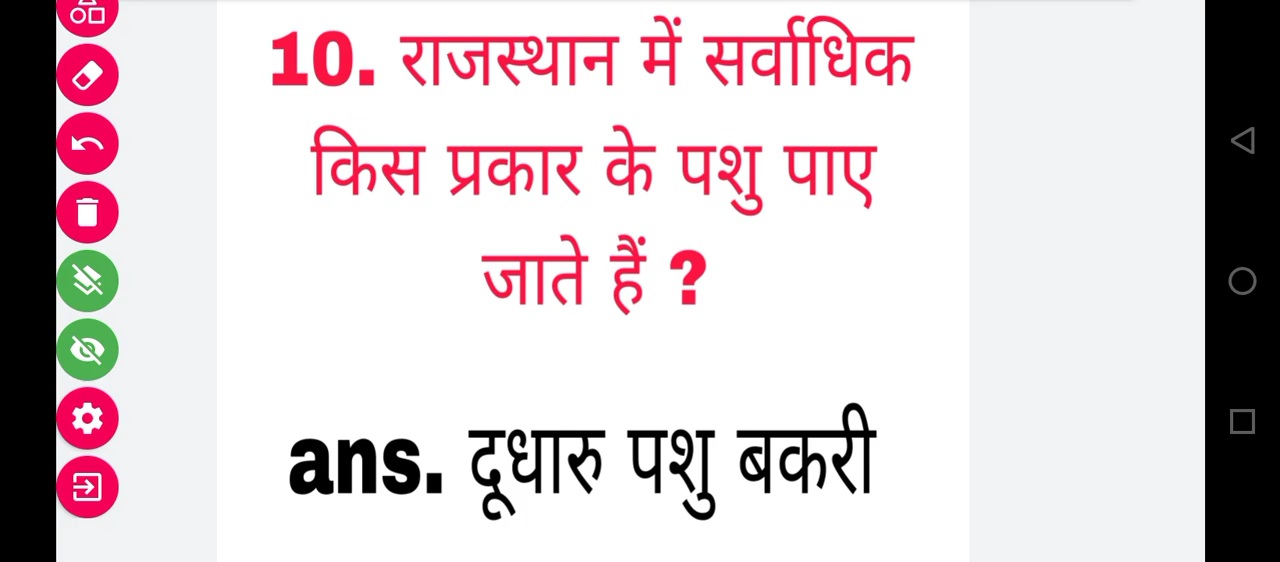 10. राजस्थान में सर्वाधिक
किस प्रकार के पशु पाए
जाते हैं ?
ans. दूधारु पशु बकरी